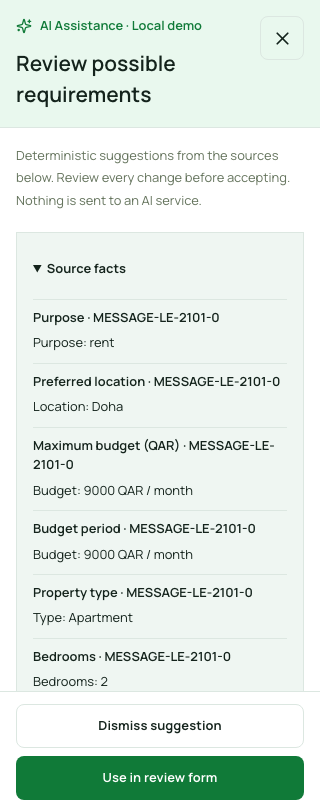 AI Assistance · Local demo
Review possible
requirements
Deterministic suggestions from the sources
below. Review every change before accepting.
Nothing is sent to an AI service.
▼ Source facts
Purpose · MESSAGE-LE-2101-0
Purpose: rent
Preferred location · MESSAGE-LE-2101-0
Location: Doha
Maximum budget (QAR) · MESSAGE-LE-
2101-0
Budget: 9000 QAR / month
Budget period · MESSAGE-LE-2101-0
Budget: 9000 QAR / month
Property type · MESSAGE-LE-2101-0
Type: Apartment
Bedrooms · MESSAGE-LE-2101-0
Bedrooms: 2
Dismiss suggestion
Use in review form